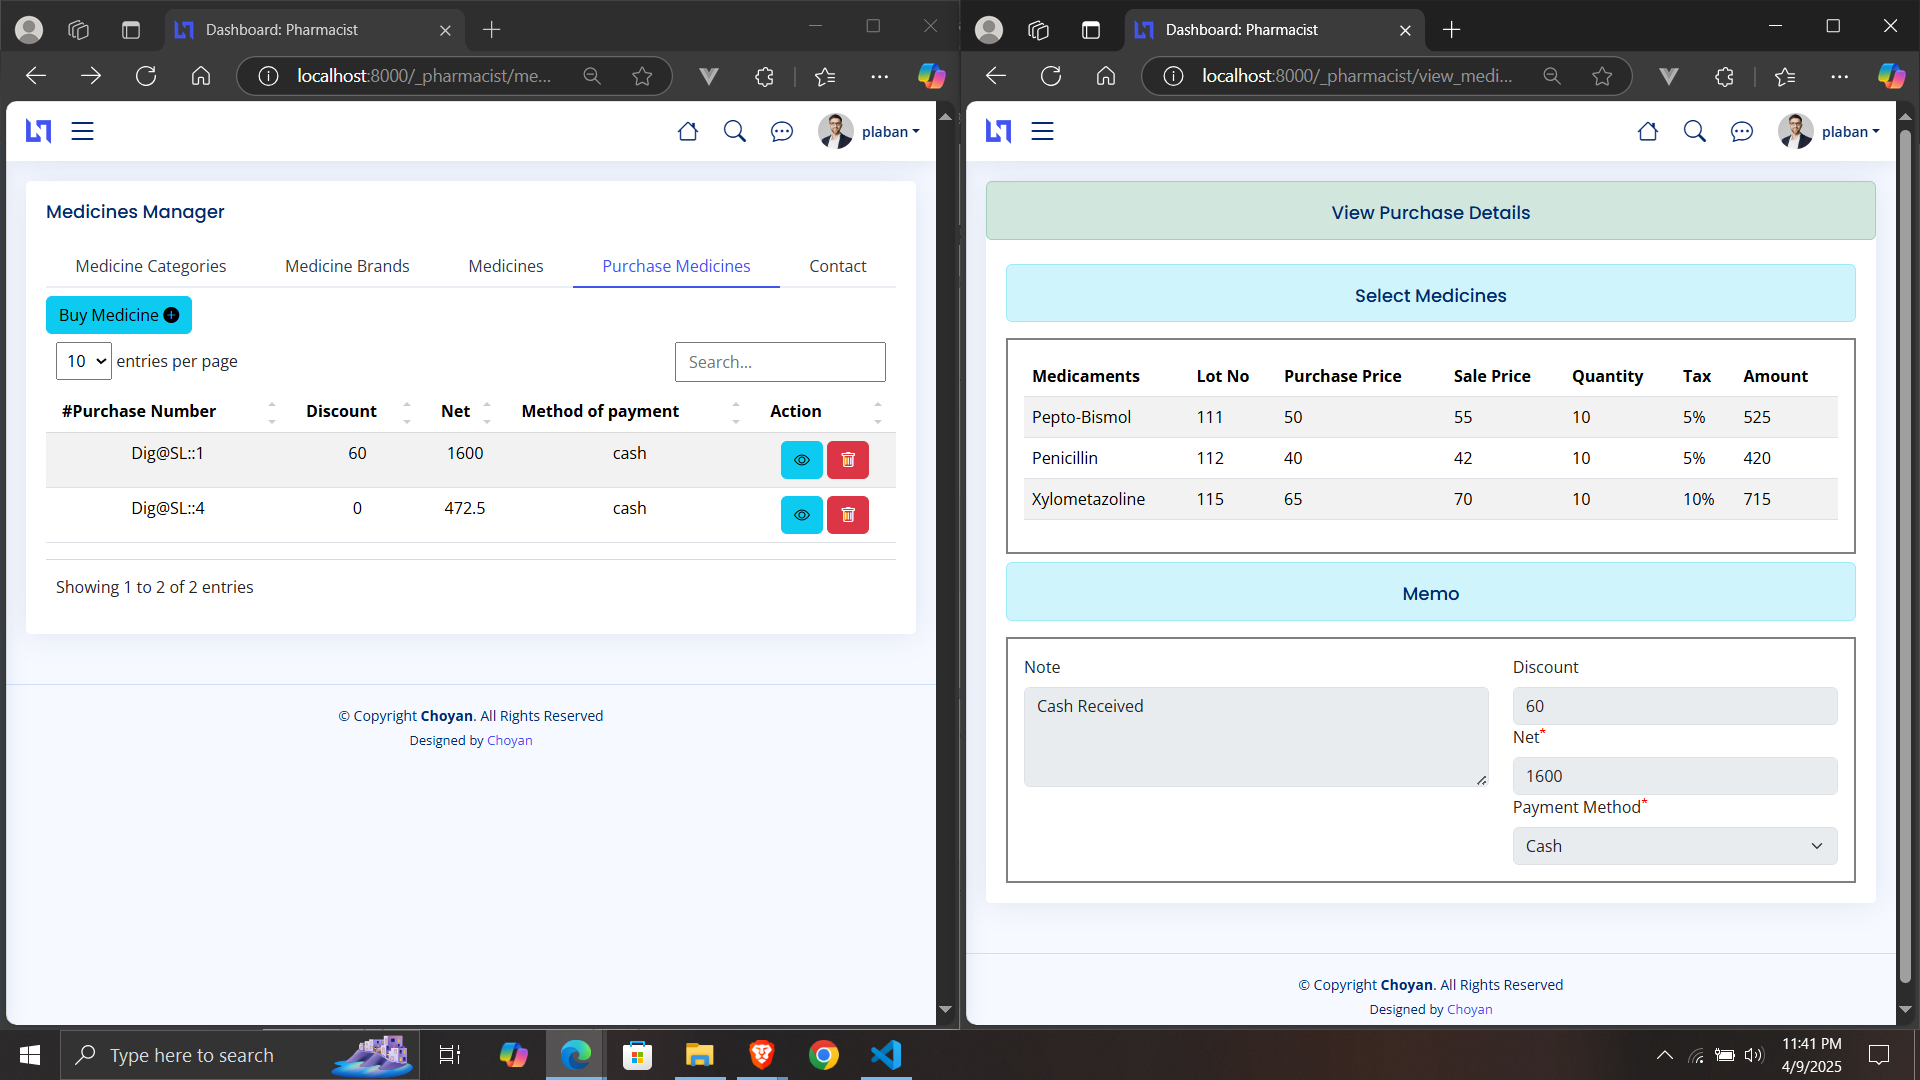 Dashboard: Pharmacist
localhost:8000/_pharmacist/me...
plaban
Medicines Manager
Medicine Categories Medicine Brands Medicines Purchase Medicines Contact
Buy Medicine
10 entries per page Search...
#Purchase Number Discount Net Method of payment Action
Dig@SL::1 60 1600 cash
Dig@SL::4 0 472.5 cash
Showing 1 to 2 of 2 entries
© Copyright Choyan. All Rights Reserved
Designed by Choyan
Dashboard: Pharmacist
localhost:8000/_pharmacist/view_medi...
plaban
View Purchase Details
Select Medicines
Medicaments Lot No Purchase Price Sale Price Quantity Tax Amount
Pepto-Bismol 111 50 55 10 5% 525
Penicillin 112 40 42 10 5% 420
Xylometazoline 115 65 70 10 10% 715
Memo
Note
Cash Received
Discount
60
Net*
1600
Payment Method*
Cash
© Copyright Choyan. All Rights Reserved
Designed by Choyan
Type here to search
11:41 PM
4/9/2025